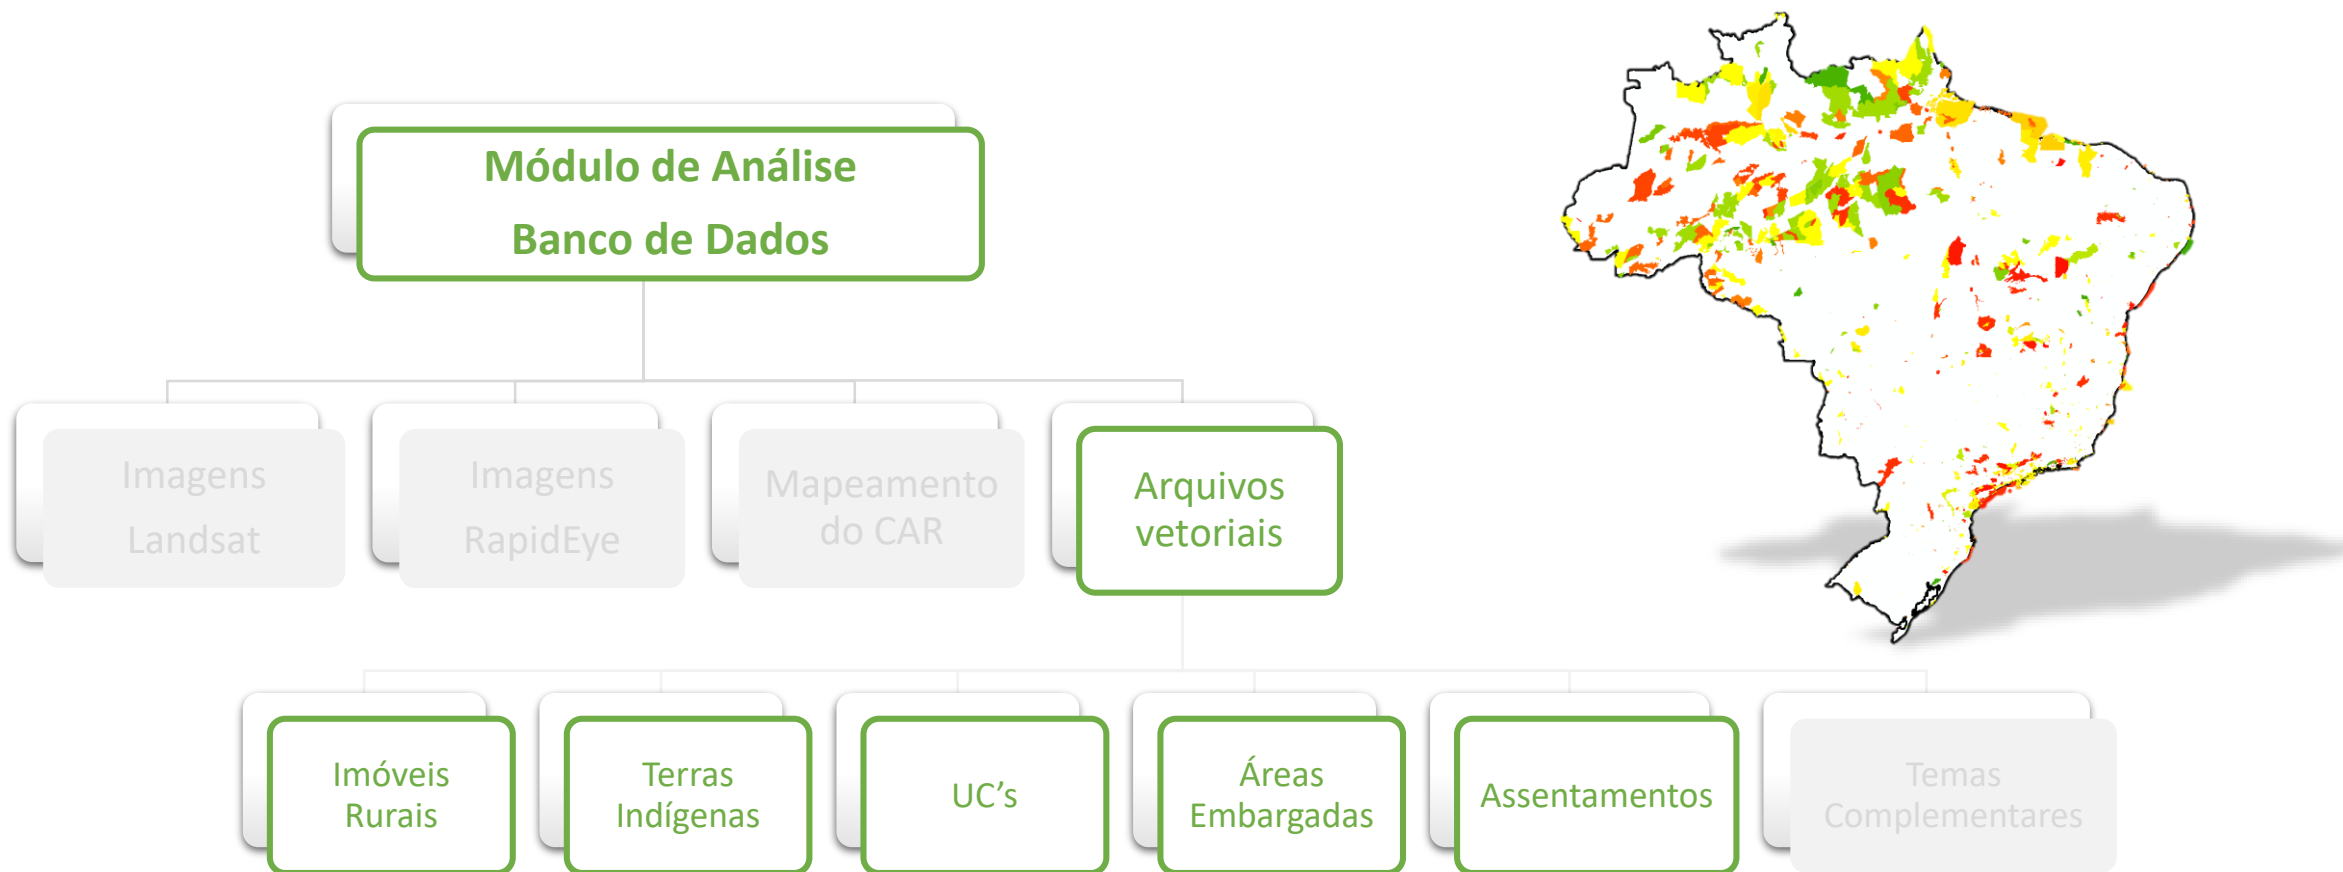 Módulo de Análise
Banco de Dados
Imagens
Landsat
Imagens
RapidEye
Mapeamento
do CAR
Arquivos
vetoriais
Imóveis
Rurais
Terras
Indígenas
UC’s
Áreas
Embargadas
Assentamentos
Temas
Complementares